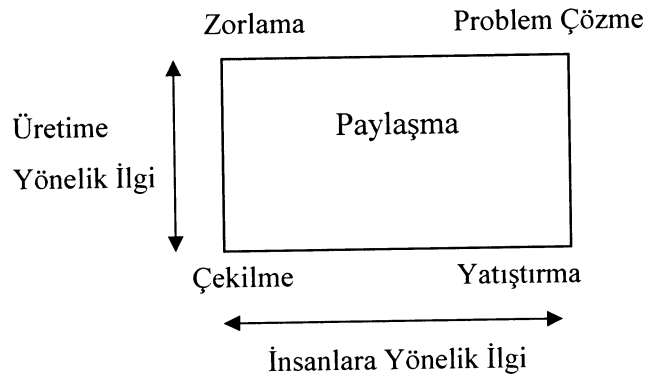 Zorlama
Problem Çözme
Paylaşma
Üretime
Yönelik İlgi
Çekilme
Yatıştırma
İnsanlara Yönelik İlgi